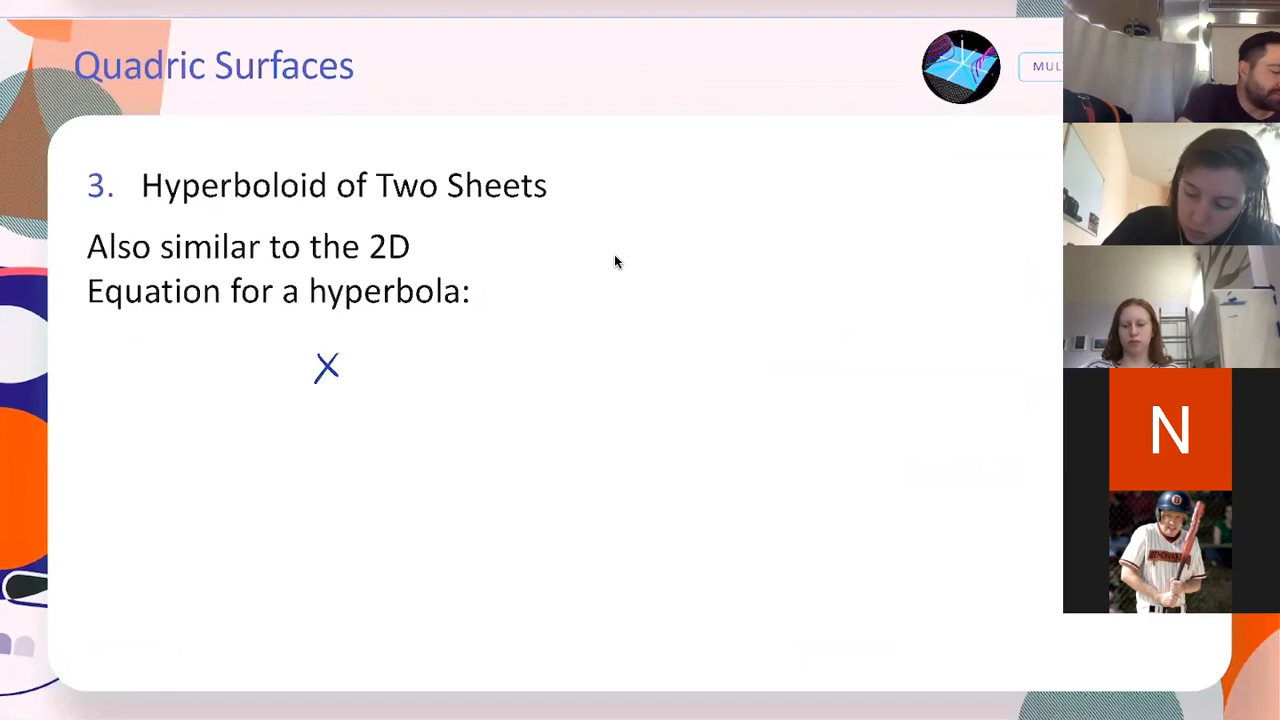 Quadric Surfaces
MUL
3. Hyperboloid of Two Sheets
Also similar to the 2D
Equation for a hyperbola:
x
N
B